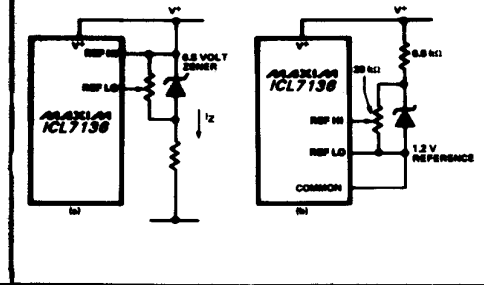 V+
V+
REF HI
REF LO
6.8 VOLT
ZENER
MAXIM
ICL7136
IZ
(a)
V+
V+
6.8 kΩ
20 kΩ
MAXIM
ICL7136
REF HI
REF LO
1.2 V
REFERENCE
COMMON
(b)